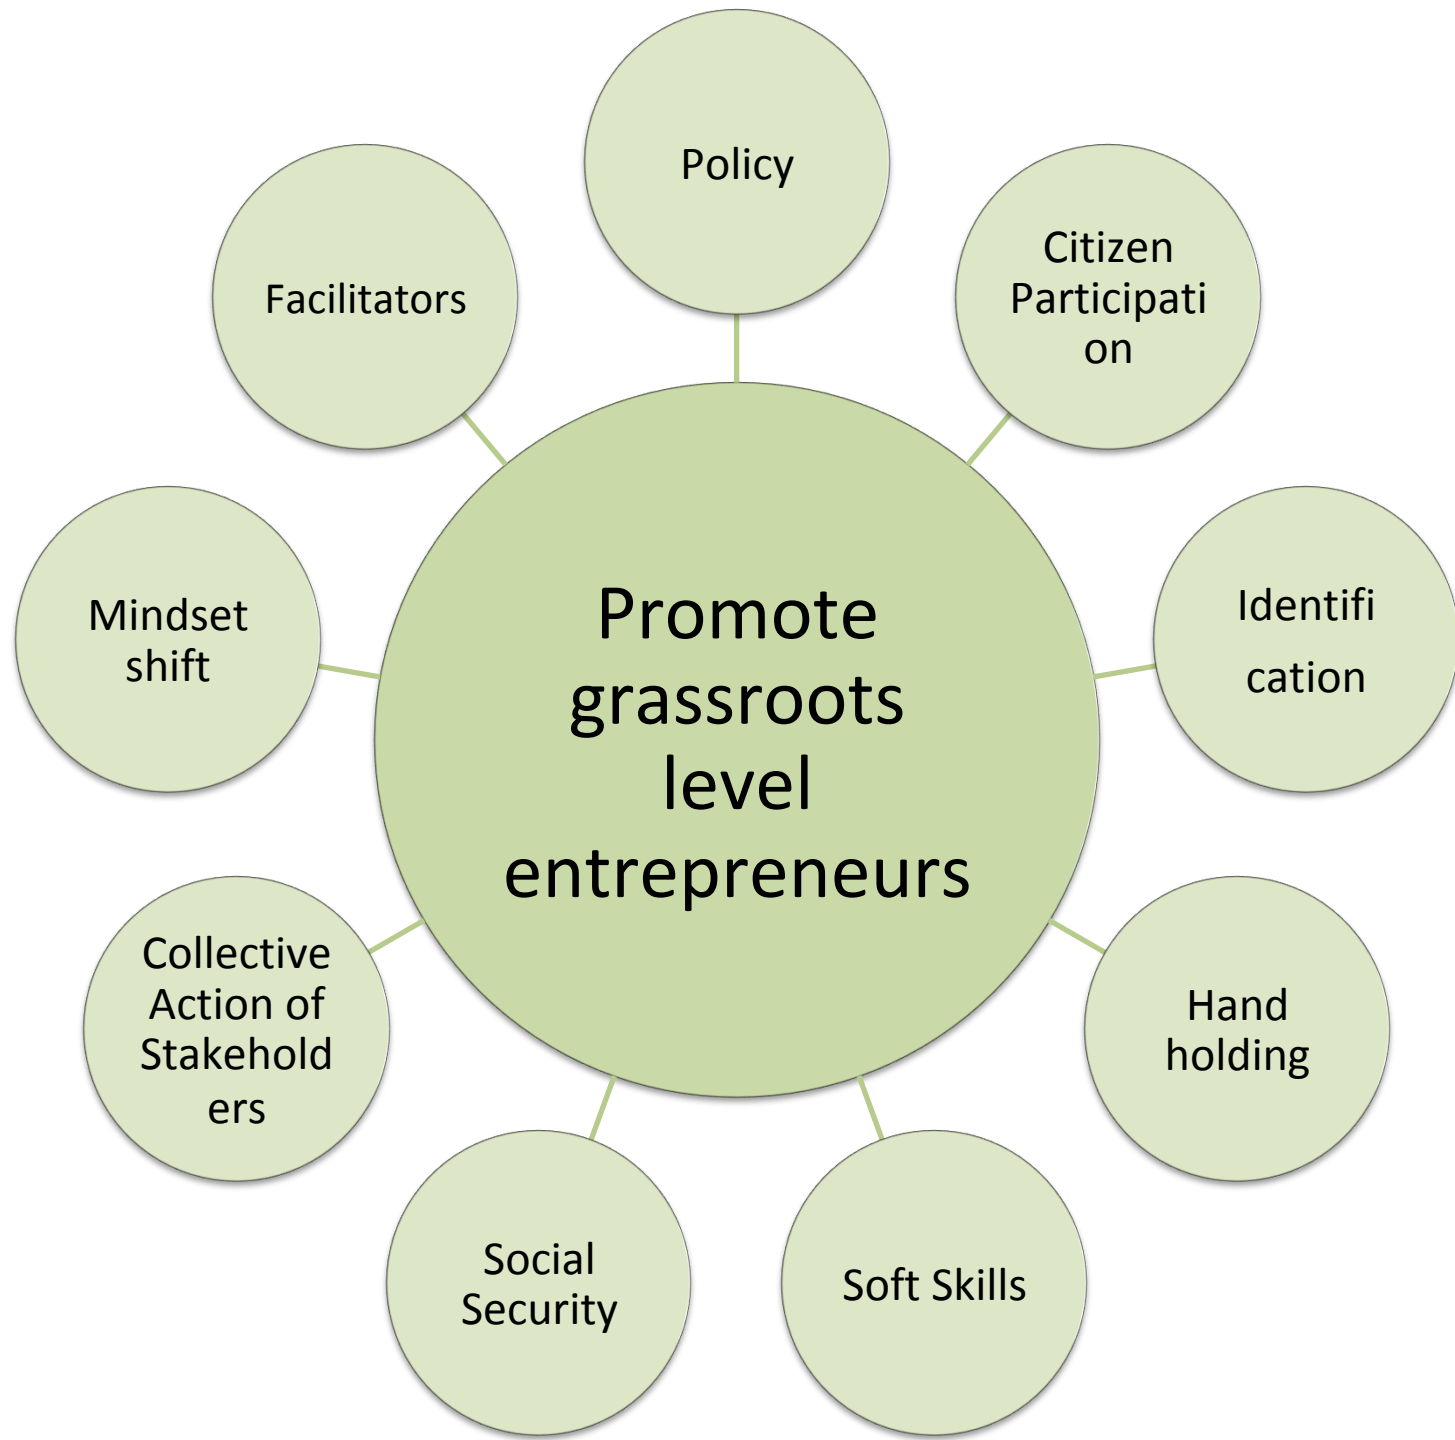 Policy
Citizen
Participati
on
Identifi
cation
Hand
holding
Soft Skills
Social
Security
Collective
Action of
Stakehold
ers
Mindset
shift
Facilitators
Promote
grassroots
level
entrepreneurs